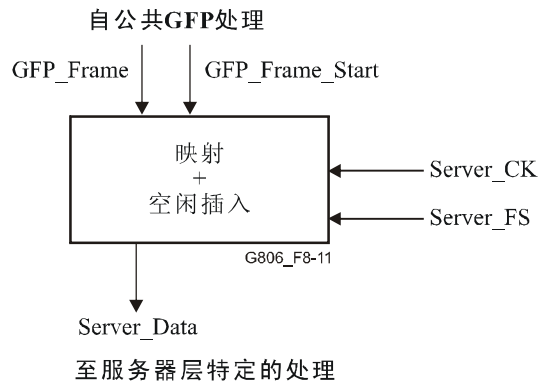 自公共GFP处理
GFP_Frame
GFP_Frame_Start
映射
+
空闲插入
Server_CK
Server_FS
G806_F8-11
Server_Data
至服务器层特定的处理